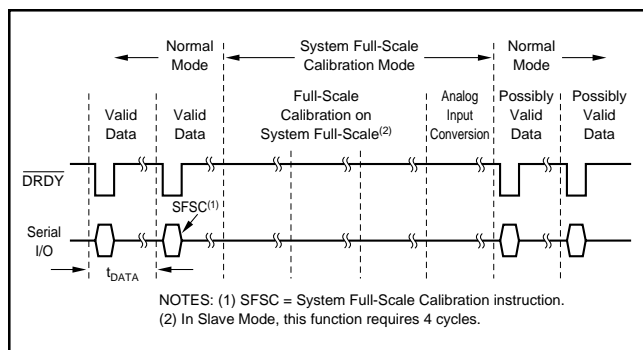 Normal Mode
System Full-Scale Calibration Mode
Normal Mode
Valid Data
Valid Data
Full-Scale Calibration on System Full-Scale(2)
Analog Input Conversion
Possibly Valid Data
Possibly Valid Data
DRDY
SFSC(1)
Serial I/O
tDATA
NOTES: (1) SFSC = System Full-Scale Calibration instruction.
(2) In Slave Mode, this function requires 4 cycles.